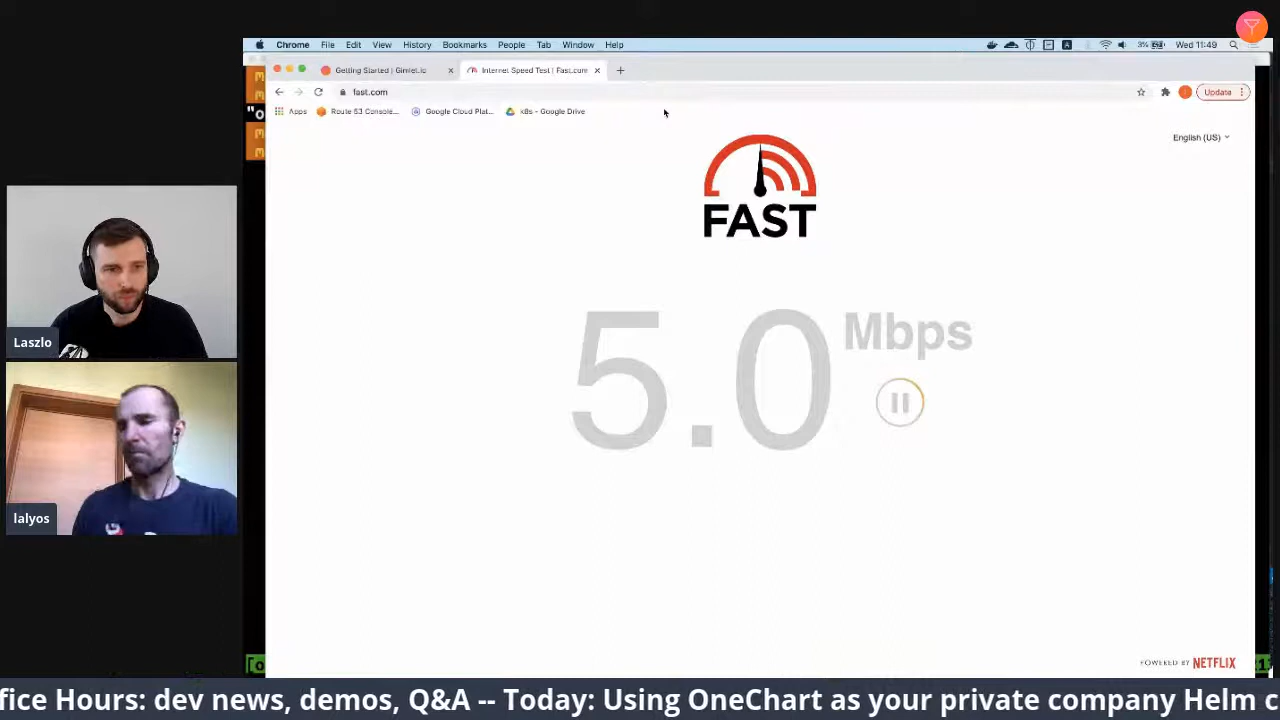 Chrome File Edit View History Bookmarks People Tab Window Help
3% Wed 11:49
Getting Started | Gimlet.io
Internet Speed Test | Fast.com
fast.com
Update
Apps
Route 53 Console...
Google Cloud Plat...
k8s - Google Drive
English (US)
FAST
5.0 Mbps
Laszlo
lalyos
POWERED BY NETFLIX
fice Hours: dev news, demos, Q&A -- Today: Using OneChart as your private company Helm c